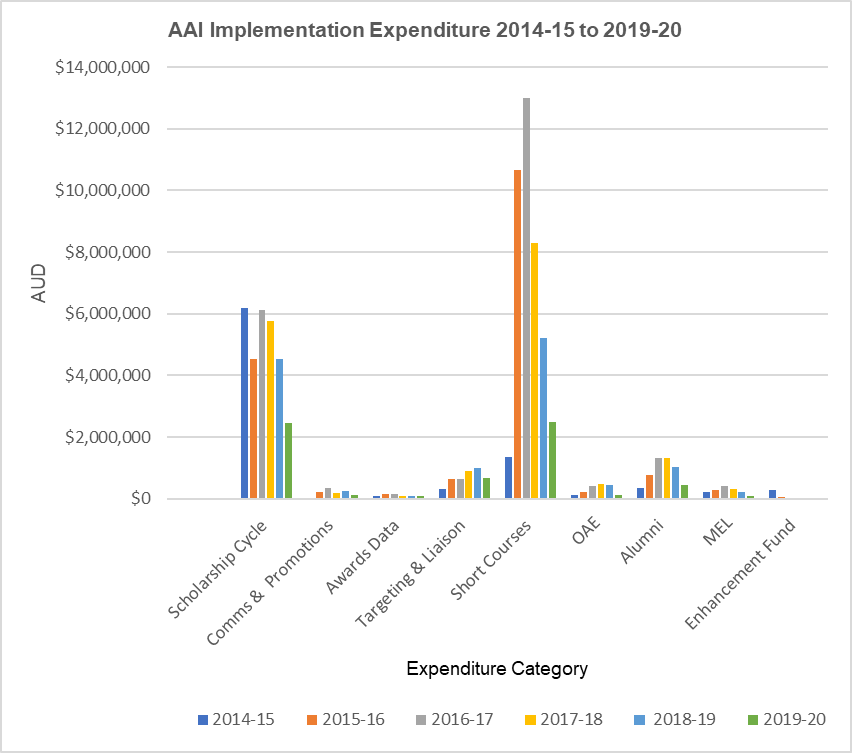 AAI Implementation Expenditure 2014-15 to 2019-20
$14,000,000
$12,000,000
$10,000,000
$8,000,000
$6,000,000
$4,000,000
$2,000,000
$0
AUD
Scholarship Cycle
Comms & Promotions
Awards Data
Targeting & Liaison
Short Courses
OAE
Alumni
MEL
Enhancement Fund
Expenditure Category
2014-15 2015-16 2016-17 2017-18 2018-19 2019-20